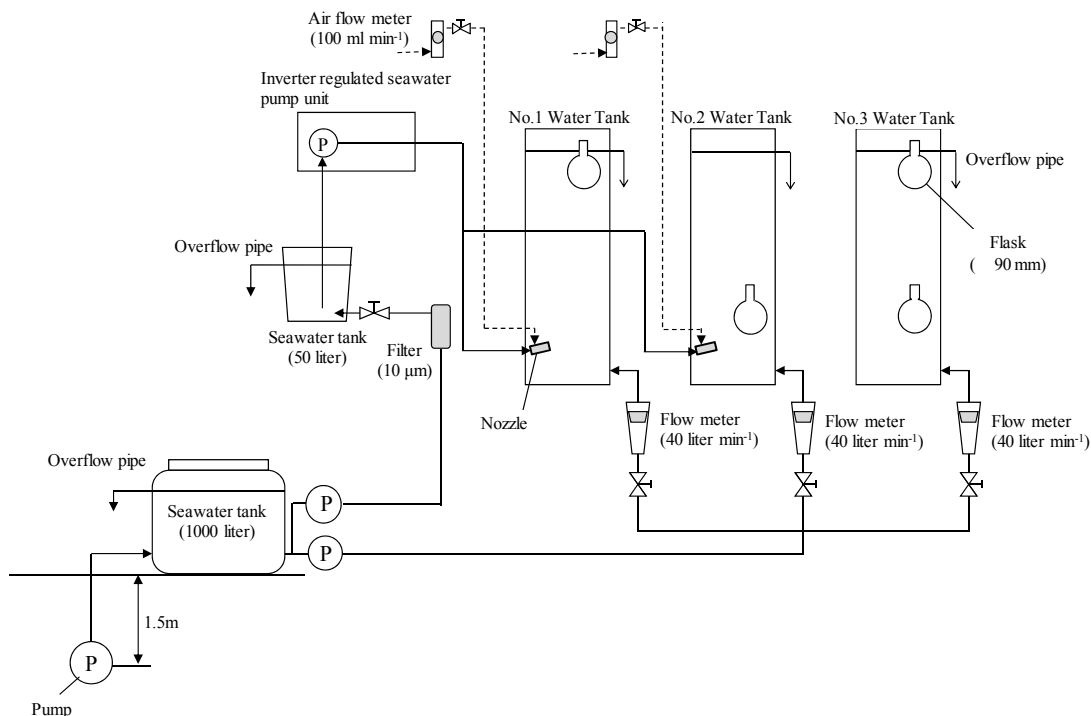 Air flow meter
(100 ml min⁻¹)
Inverter regulated seawater
pump unit
No.1 Water Tank
No.2 Water Tank
No.3 Water Tank
P
Overflow pipe
Overflow pipe
Flask
( 90 mm)
Seawater tank
(50 liter)
Filter
(10 μm)
Nozzle
Flow meter
(40 liter min⁻¹)
Flow meter
(40 liter min⁻¹)
Flow meter
(40 liter min⁻¹)
Overflow pipe
Seawater tank
(1000 liter)
P
P
1.5m
P
Pump